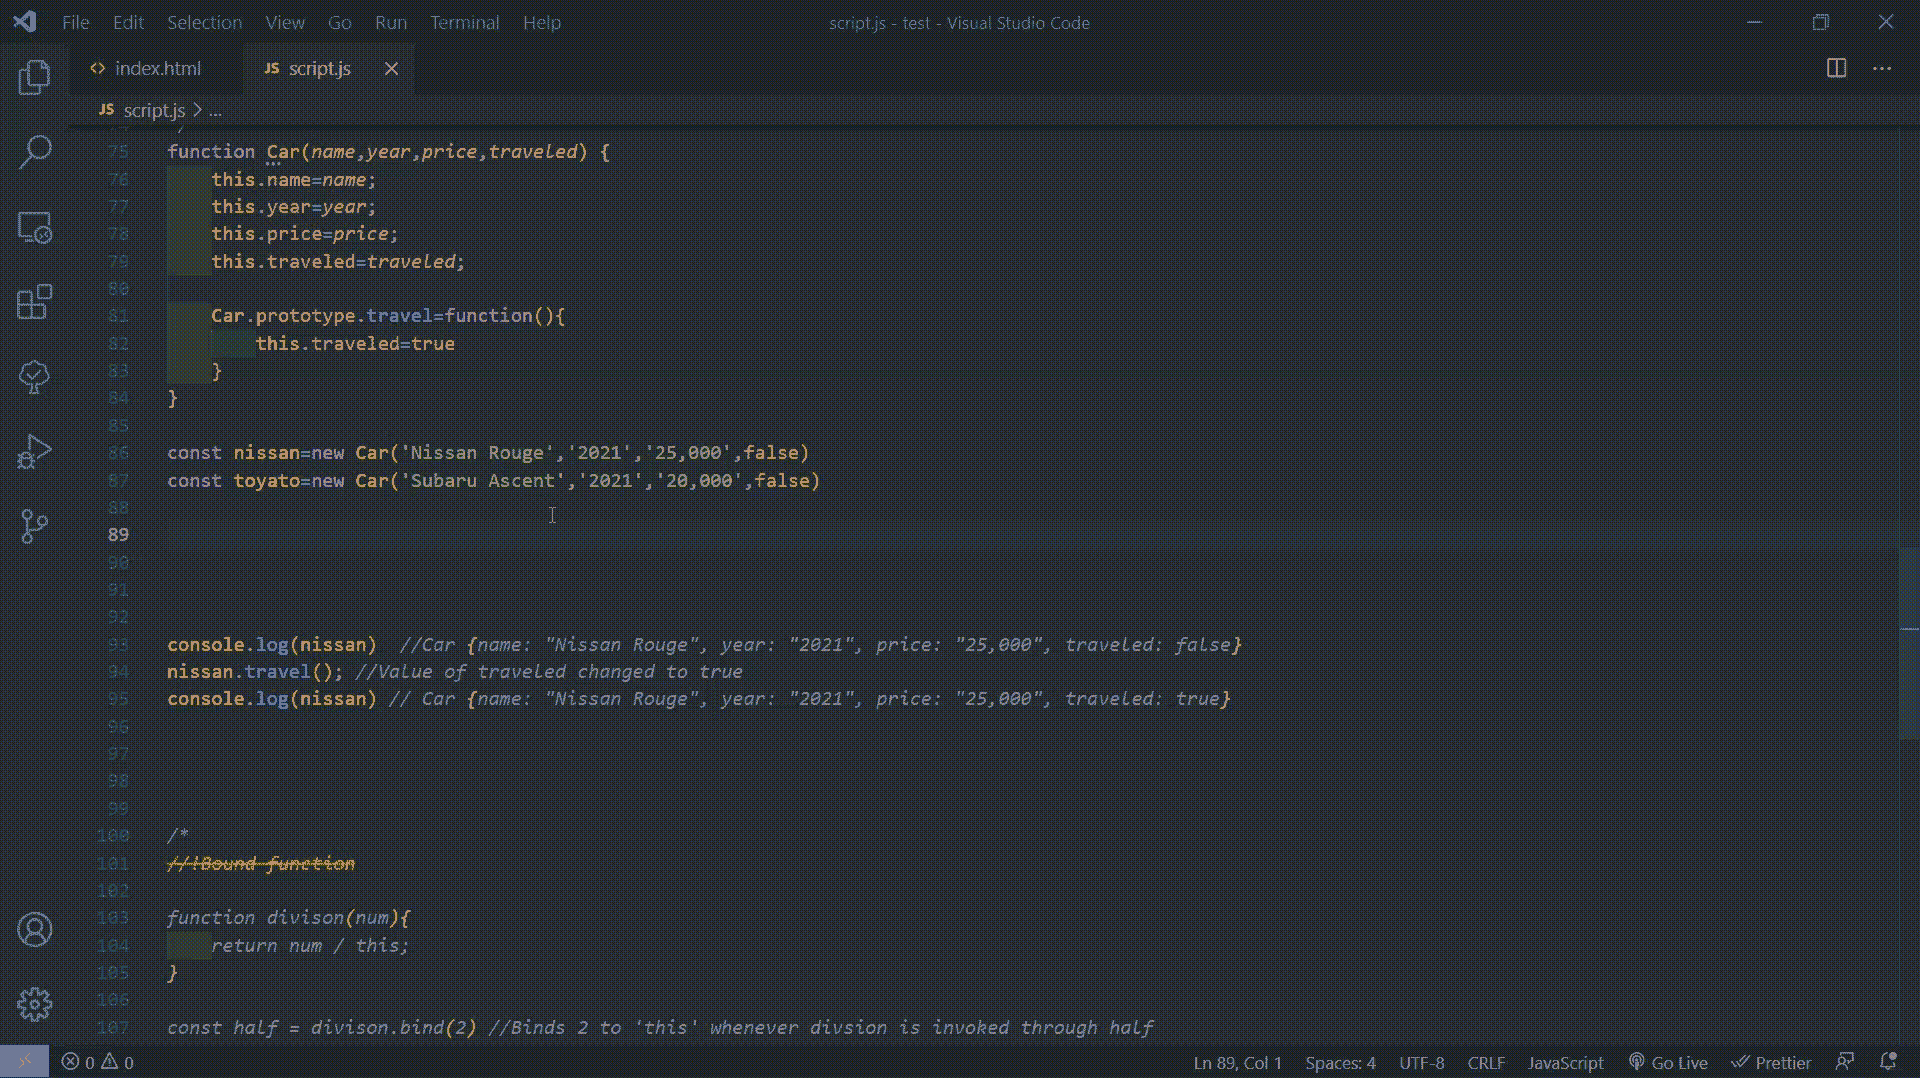 File Edit Selection View Go Run Terminal Help script.js - test - Visual Studio Code
<> index.html JS script.js
JS script.js > ...
75 function Car(name,year,price,traveled) {
76 this.name=name;
77 this.year=year;
78 this.price=price;
79 this.traveled=traveled;
80
81 Car.prototype.travel=function(){
82 this.traveled=true
83 }
84 }
85
86 const nissan=new Car('Nissan Rouge','2021','25,000',false)
87 const toyato=new Car('Subaru Ascent','2021','20,000',false)
88
89
90
91
92
93 console.log(nissan) //Car {name: "Nissan Rouge", year: "2021", price: "25,000", traveled: false}
94 nissan.travel(); //Value of traveled changed to true
95 console.log(nissan) // Car {name: "Nissan Rouge", year: "2021", price: "25,000", traveled: true}
96
97
98
99
100 /*
101 //!Bound function
102
103 function divison(num){
104 return num / this;
105 }
106
107 const half = divison.bind(2) //Binds 2 to 'this' whenever divsion is invoked through half
0 0 Ln 89, Col 1 Spaces: 4 UTF-8 CRLF JavaScript Go Live Prettier